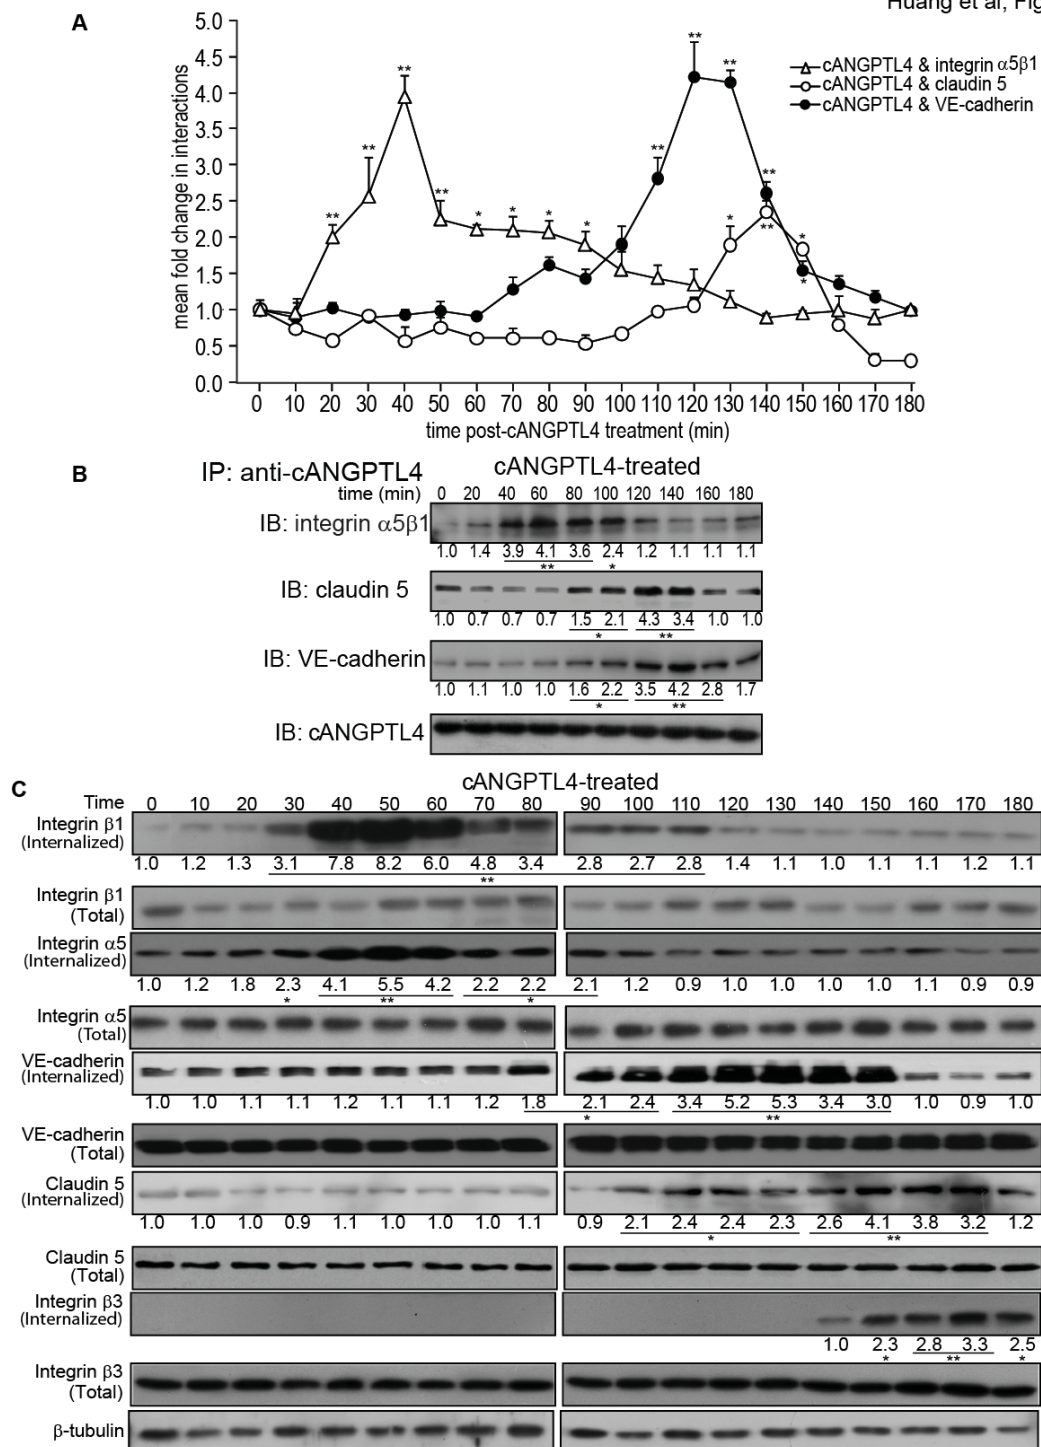 Huang et al, Fig
A
5.0
4.5
4.0
3.5
3.0
2.5
2.0
1.5
1.0
0.5
0.0
mean fold change in interactions
** ** ** ** * * * * ** ** ** ** * ** * *
cANGPTL4 & integrin α5β1
cANGPTL4 & claudin 5
cANGPTL4 & VE-cadherin
0 10 20 30 40 50 60 70 80 90 100 110 120 130 140 150 160 170 180
time post-cANGPTL4 treatment (min)
B
IP: anti-cANGPTL4 cANGPTL4-treated
time (min) 0 20 40 60 80 100 120 140 160 180
IB: integrin α5β1
1.0 1.4 3.9 4.1 3.6 2.4 1.2 1.1 1.1 1.1
** *
IB: claudin 5
1.0 0.7 0.7 0.7 1.5 2.1 4.3 3.4 1.0 1.0
* **
IB: VE-cadherin
1.0 1.1 1.0 1.0 1.6 2.2 3.5 4.2 2.8 1.7
* **
IB: cANGPTL4
C
cANGPTL4-treated
Time 0 10 20 30 40 50 60 70 80 90 100 110 120 130 140 150 160 170 180
Integrin β1
(Internalized)
1.0 1.2 1.3 3.1 7.8 8.2 6.0 4.8 3.4 2.8 2.7 2.8 1.4 1.1 1.0 1.1 1.1 1.2 1.1
**
Integrin β1
(Total)
Integrin α5
(Internalized)
1.0 1.2 1.8 2.3 4.1 5.5 4.2 2.2 2.2 2.1 1.2 0.9 1.0 1.0 1.0 1.0 1.1 0.9 0.9
* ** *
Integrin α5
(Total)
VE-cadherin
(Internalized)
1.0 1.0 1.1 1.1 1.2 1.1 1.1 1.2 1.8 2.1 2.4 3.4 5.2 5.3 3.4 3.0 1.0 0.9 1.0
* **
VE-cadherin
(Total)
Claudin 5
(Internalized)
1.0 1.0 1.0 0.9 1.1 1.0 1.0 1.0 1.1 0.9 2.1 2.4 2.4 2.3 2.6 4.1 3.8 3.2 1.2
* **
Claudin 5
(Total)
Integrin β3
(Internalized)
1.0 2.3 2.8 3.3 2.5
* ** *
Integrin β3
(Total)
β-tubulin